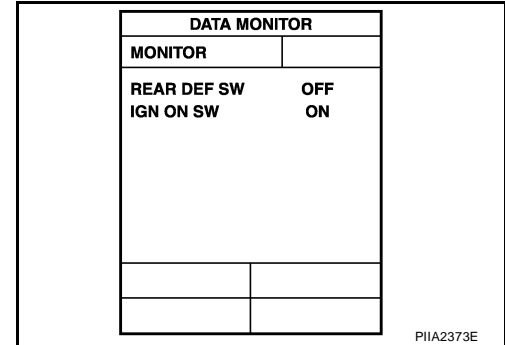 DATA MONITOR
MONITOR
REAR DEF SW OFF
IGN ON SW ON
PIIA2373E